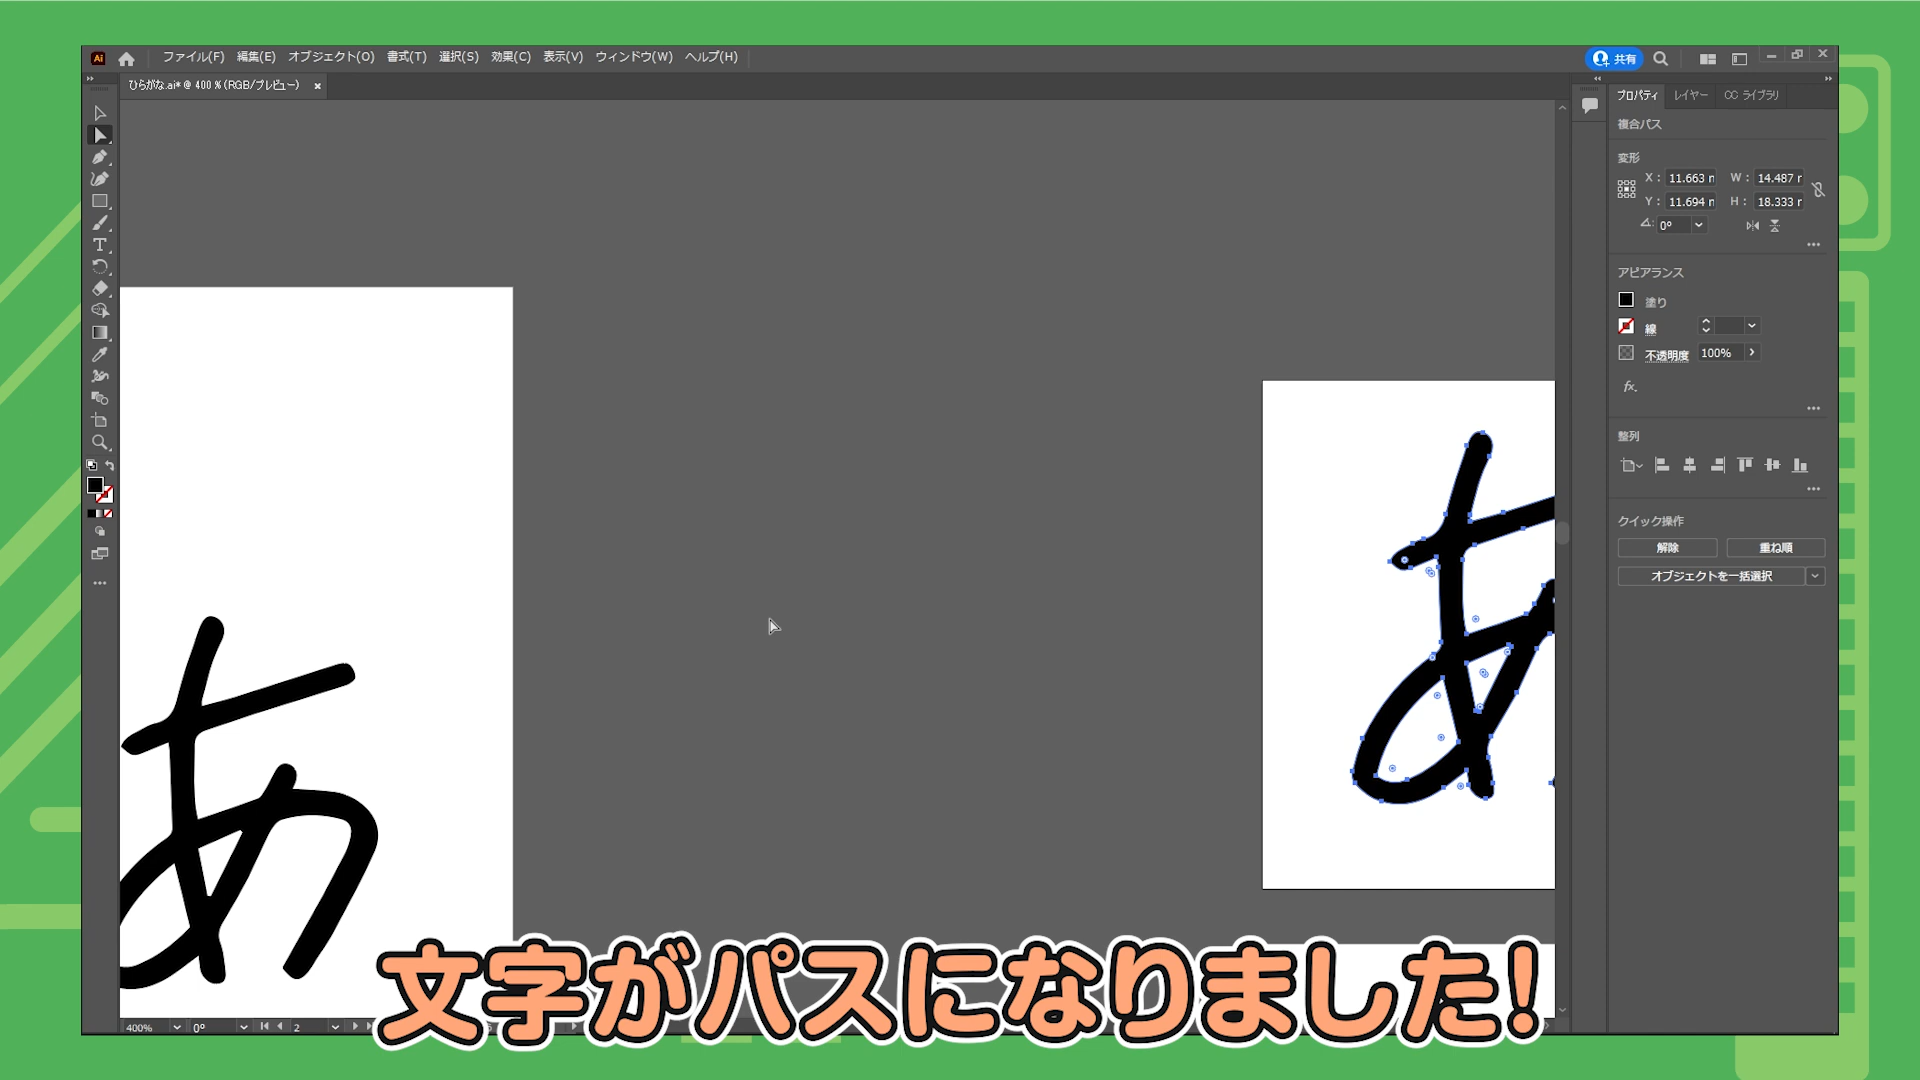 Ai ファイル(F) 編集(E) オブジェクト(O) 書式(T) 選択(S) 効果(C) 表示(V) ウィンドウ(W) ヘルプ(H) 共有
ひらがな.ai* @ 400 % (RGB/プレビュー) ×
プロパティ レイヤー CC ライブラリ
複合パス
変形
X: 11.663 W: 14.487
Y: 11.694 H: 18.333
0°
アピアランス
塗り
線
不透明度 100%
fx.
整列
クイック操作
解除 重ね順
オブジェクトを一括選択
あ
あ
400% 0° 2
文字がパスになりました!